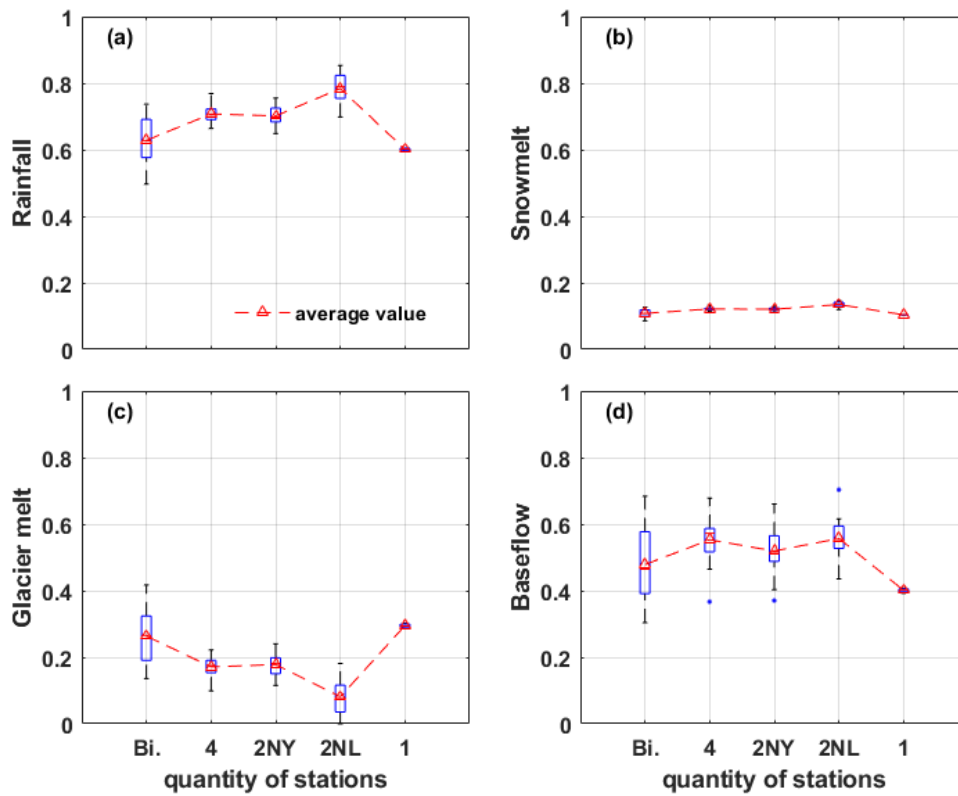 (a)
1
0.8
0.6
0.4
0.2
0
Rainfall
average value
(b)
1
0.8
0.6
0.4
0.2
0
Snowmelt
(c)
1
0.8
0.6
0.4
0.2
0
Glacier melt
Bi. 4 2NY 2NL 1
quantity of stations
(d)
1
0.8
0.6
0.4
0.2
0
Baseflow
Bi. 4 2NY 2NL 1
quantity of stations